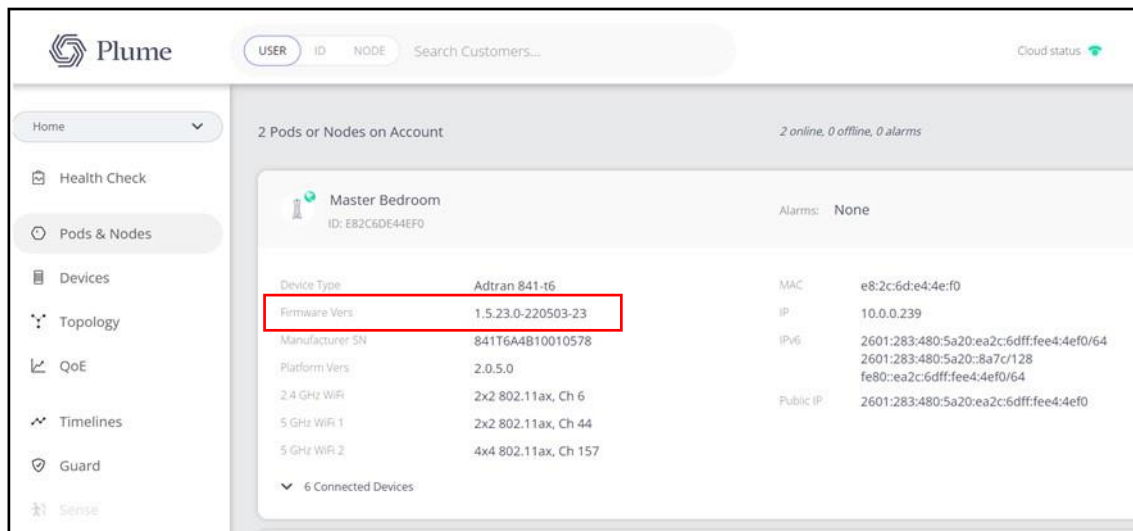 Plume
USER ID NODE Search Customers...
Cloud status
Home
Health Check
Pods & Nodes
Devices
Topology
QoE
Timelines
Guard
Sense
2 Pods or Nodes on Account
2 online, 0 offline, 0 alarms
Master Bedroom
ID: E82C6DE44EF0
Alarms: None
Device Type Adtran 841-t6
Firmware Vers 1.5.23.0-220503-23
Manufacturer SN 841T6A4B10010578
Platform Vers 2.0.5.0
2.4 GHz WiFi 2x2 802.11ax, Ch 6
5 GHz WiFi 1 2x2 802.11ax, Ch 44
5 GHz WiFi 2 4x4 802.11ax, Ch 157
6 Connected Devices
MAC e8:2c:6d:e4:4e:f0
IP 10.0.0.239
IPv6 2601:283:480:5a20:ea2c:6dff:fee4:4ef0/64
2601:283:480:5a20::8a7c/128
fe80::ea2c:6dff:fee4:4ef0/64
Public IP 2601:283:480:5a20:ea2c:6dff:fee4:4ef0